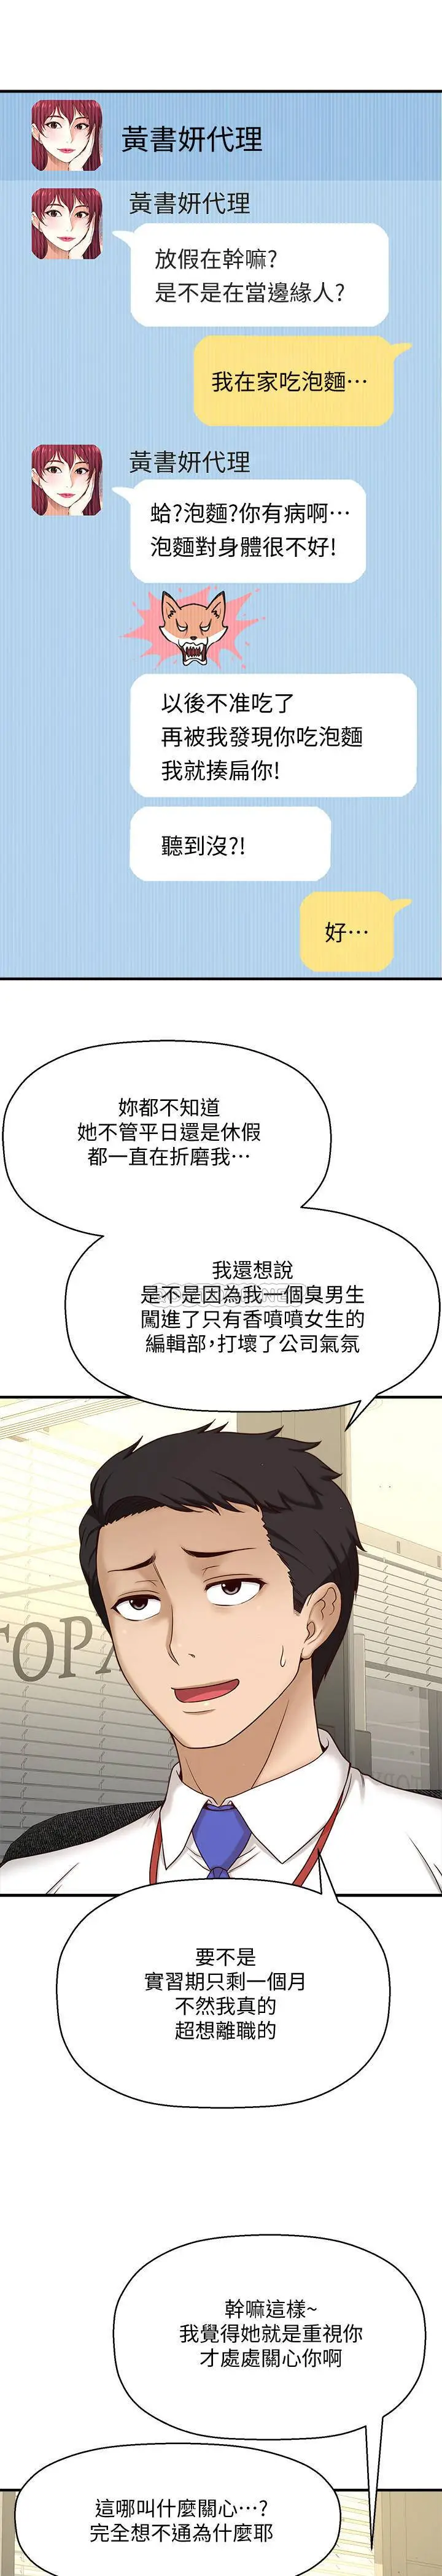 黃書妍代理
黃書妍代理
放假在幹嘛?
是不是在當邊緣人?
我在家吃泡麵…
黃書妍代理
蛤?泡麵?你有病啊…
泡麵對身體很不好!
以後不准吃了
再被我發現你吃泡麵
我就揍扁你!
聽到沒?!
好…
妳都不知道
她不管平日還是休假
都一直在折磨我…
我還想說
是不是因為我一個臭男生
闖進了只有香噴噴女生的
編輯部,打壞了公司氣氛
TOPA
要不是
實習期只剩一個月
不然我真的
超想離職的
幹嘛這樣~
我覺得她就是重視你
才處處關心你啊
這哪叫什麼關心…?
完全想不通為什麼耶